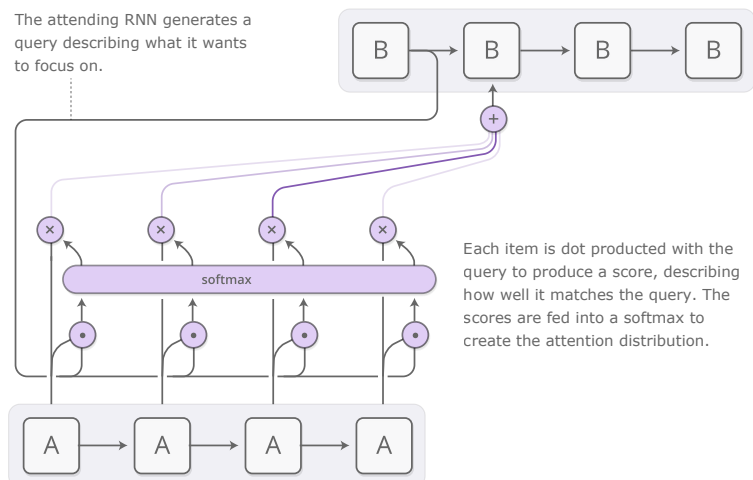 The attending RNN generates a
query describing what it wants
to focus on.
B B B B
+
× × × ×
softmax
Each item is dot producted with the
query to produce a score, describing
how well it matches the query. The
scores are fed into a softmax to
create the attention distribution.
• • • •
A A A A